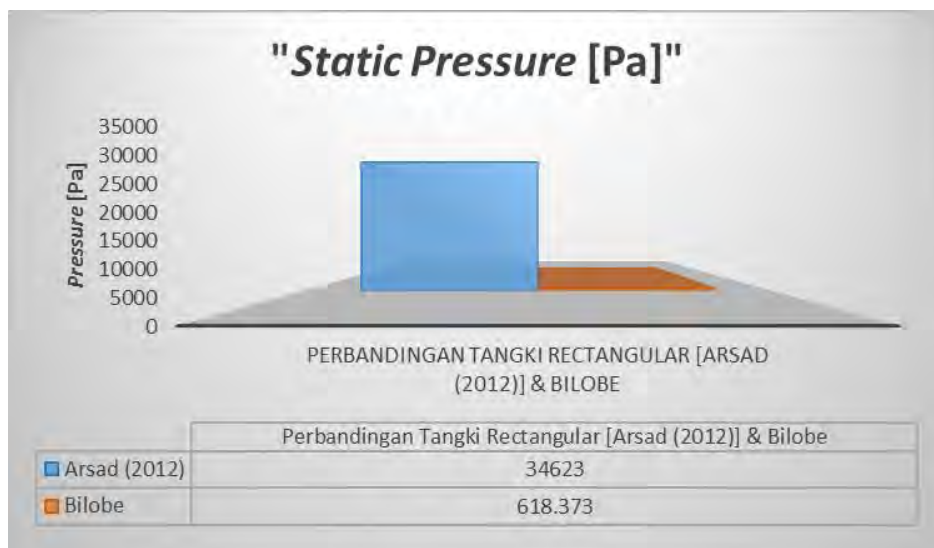 "Static Pressure [Pa]"
Pressure [Pa]
35000
30000
25000
20000
15000
10000
5000
0
PERBANDINGAN TANGKI RECTANGULAR [ARSAD
(2012)] & BILOBE
Perbandingan Tangki Rectangular [Arsad (2012)] & Bilobe
Arsad (2012) 34623
Bilobe 618.373